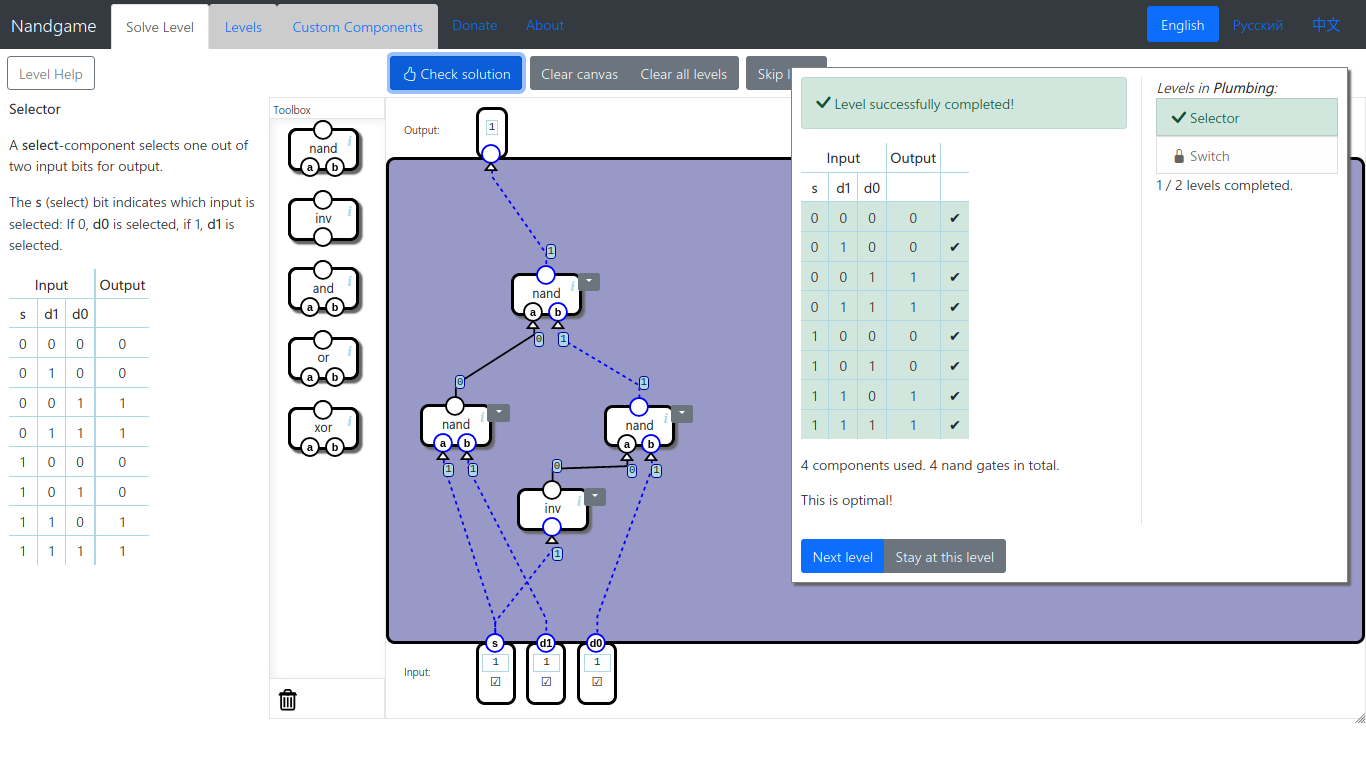 Nandgame Solve Level Levels Custom Components Donate About English Русский 中文
Level Help Check solution Clear canvas Clear all levels Skip l
Selector
A select-component selects one out of
two input bits for output.
The s (select) bit indicates which input is
selected: If 0, d0 is selected, if 1, d1 is
selected.
Input Output
s d1 d0
0 0 0 0
0 1 0 0
0 0 1 1
0 1 1 1
1 0 0 0
1 0 1 0
1 1 0 1
1 1 1 1
Toolbox
nand i
a b
inv i
and i
a b
or i
a b
xor i
a b
Output: 1
1
nand i
a b
0 1
0 1
nand i
a b
1 1
nand i
a b
0 0 1
inv i
1
s d1 d0
Input: 1 1 1
☑ ☑ ☑
✔ Level successfully completed!
Input Output
s d1 d0
0 0 0 0 ✔
0 1 0 0 ✔
0 0 1 1 ✔
0 1 1 1 ✔
1 0 0 0 ✔
1 0 1 0 ✔
1 1 0 1 ✔
1 1 1 1 ✔
4 components used. 4 nand gates in total.
This is optimal!
Next level Stay at this level
Levels in Plumbing:
✔ Selector
Switch
1 / 2 levels completed.